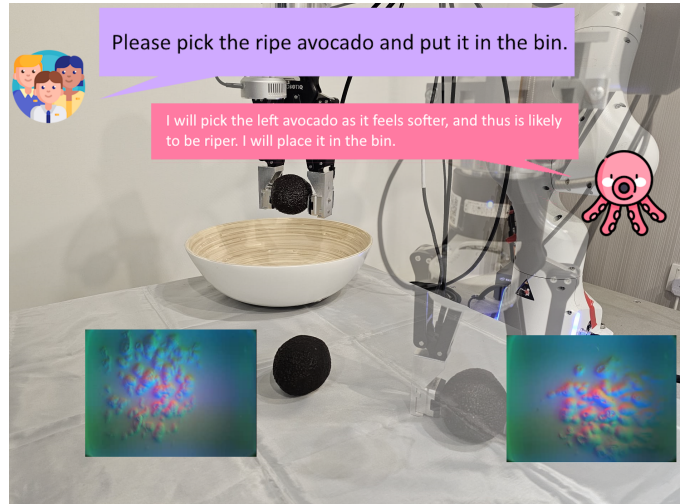 Please pick the ripe avocado and put it in the bin.
I will pick the left avocado as it feels softer, and thus is likely
to be riper. I will place it in the bin.